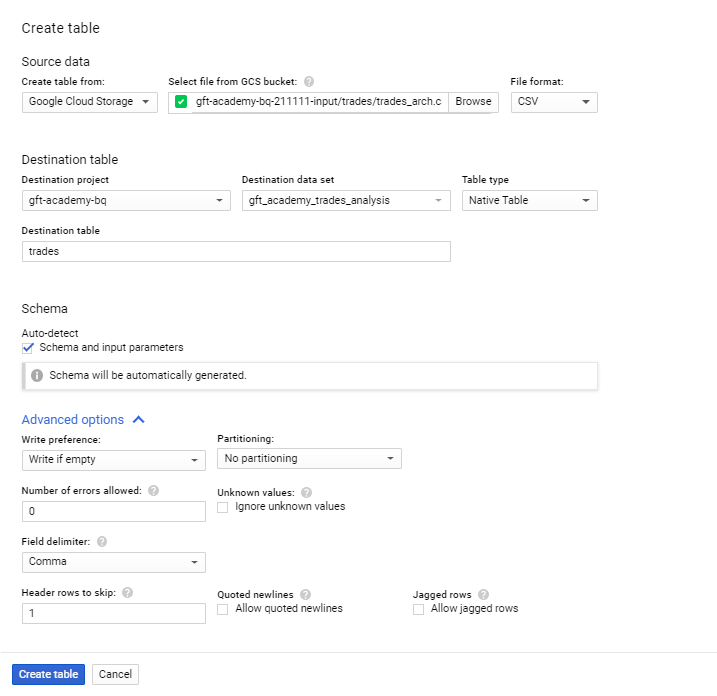 Create table
Source data
Create table from: Select file from GCS bucket: ? File format:
Google Cloud Storage gft-academy-bq-211111-input/trades/trades_arch.c Browse CSV
Destination table
Destination project Destination data set Table type
gft-academy-bq gft_academy_trades_analysis Native Table
Destination table
trades
Schema
Auto-detect
Schema and input parameters
Schema will be automatically generated.
Advanced options
Write preference: Partitioning:
Write if empty No partitioning
Number of errors allowed: ? Unknown values: ?
0 Ignore unknown values
Field delimiter: ?
Comma
Header rows to skip: ? Quoted newlines ? Jagged rows ?
1 Allow quoted newlines Allow jagged rows
Create table Cancel